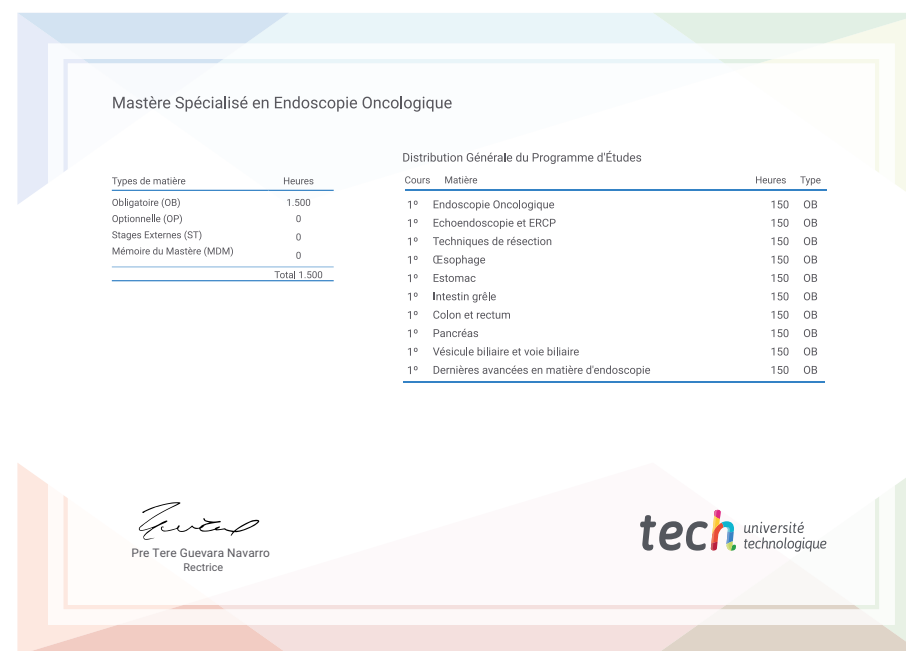 Mastère Spécialisé en Endoscopie Oncologique
Types de matière Heures
Obligatoire (OB) 1.500
Optionnelle (OP) 0
Stages Externes (ST) 0
Mémoire du Mastère (MDM) 0
Total 1.500
Distribution Générale du Programme d'Études
Cours Matière Heures Type
1º Endoscopie Oncologique 150 OB
1º Echoendoscopie et ERCP 150 OB
1º Techniques de résection 150 OB
1º Œsophage 150 OB
1º Estomac 150 OB
1º Intestin grêle 150 OB
1º Colon et rectum 150 OB
1º Pancréas 150 OB
1º Vésicule biliaire et voie biliaire 150 OB
1º Dernières avancées en matière d'endoscopie 150 OB
Pre Tere Guevara Navarro
Rectrice
tech université
technologique